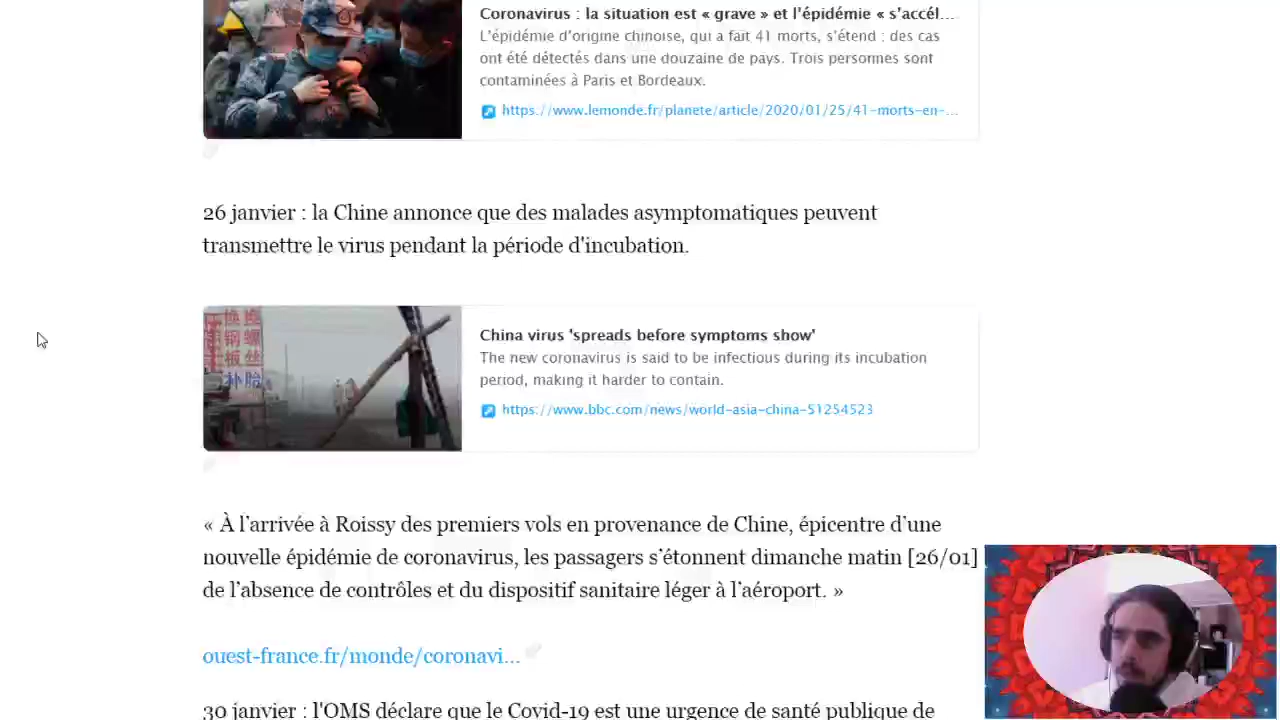 Coronavirus : la situation est « grave » et l'épidémie « s'accél...
L'épidémie d'origine chinoise, qui a fait 41 morts, s'étend : des cas
ont été détectés dans une douzaine de pays. Trois personnes sont
contaminées à Paris et Bordeaux.
https://www.lemonde.fr/planete/article/2020/01/25/41-morts-en-...
26 janvier : la Chine annonce que des malades asymptomatiques peuvent
transmettre le virus pendant la période d'incubation.
China virus 'spreads before symptoms show'
The new coronavirus is said to be infectious during its incubation
period, making it harder to contain.
https://www.bbc.com/news/world-asia-china-51254523
« À l'arrivée à Roissy des premiers vols en provenance de Chine, épicentre d'une
nouvelle épidémie de coronavirus, les passagers s'étonnent dimanche matin [26/01]
de l'absence de contrôles et du dispositif sanitaire léger à l'aéroport. »
ouest-france.fr/monde/coronavi...
30 janvier : l'OMS déclare que le Covid-19 est une urgence de santé publique de